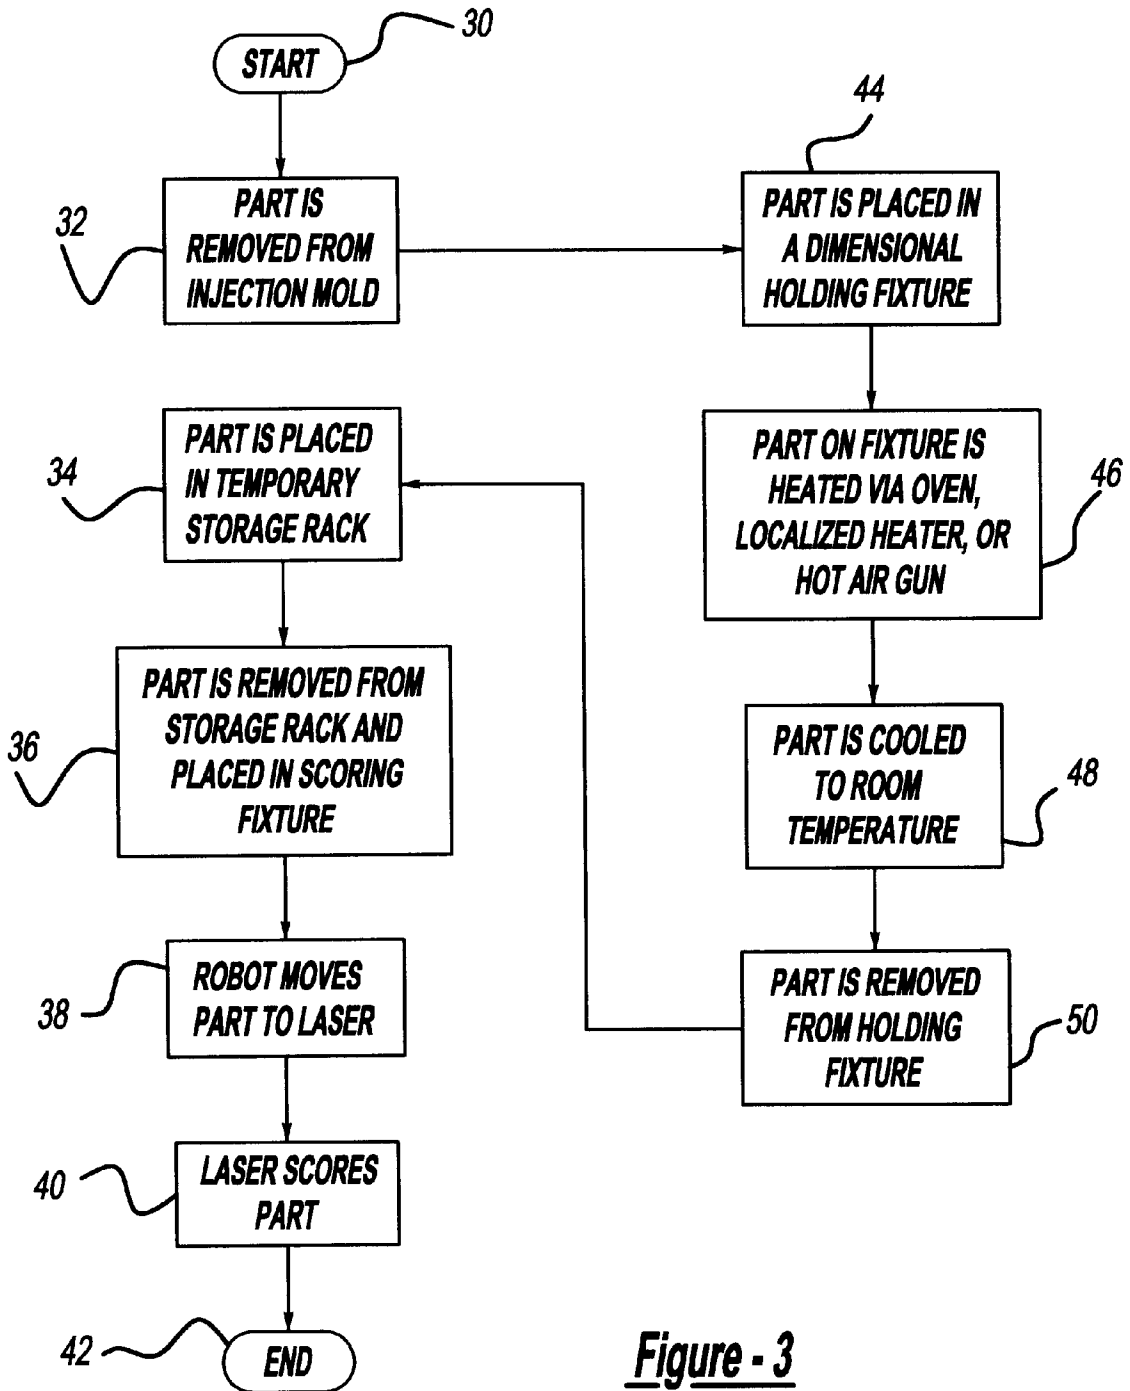 30
START
32
PART IS
REMOVED FROM
INJECTION MOLD
44
PART IS PLACED IN
A DIMENSIONAL
HOLDING FIXTURE
PART ON FIXTURE IS
HEATED VIA OVEN,
LOCALIZED HEATER, OR
HOT AIR GUN
46
PART IS COOLED
TO ROOM
TEMPERATURE
48
PART IS REMOVED
FROM HOLDING
FIXTURE
50
34
PART IS PLACED
IN TEMPORARY
STORAGE RACK
36
PART IS REMOVED FROM
STORAGE RACK AND
PLACED IN SCORING
FIXTURE
38
ROBOT MOVES
PART TO LASER
40
LASER SCORES
PART
42
END
Figure - 3